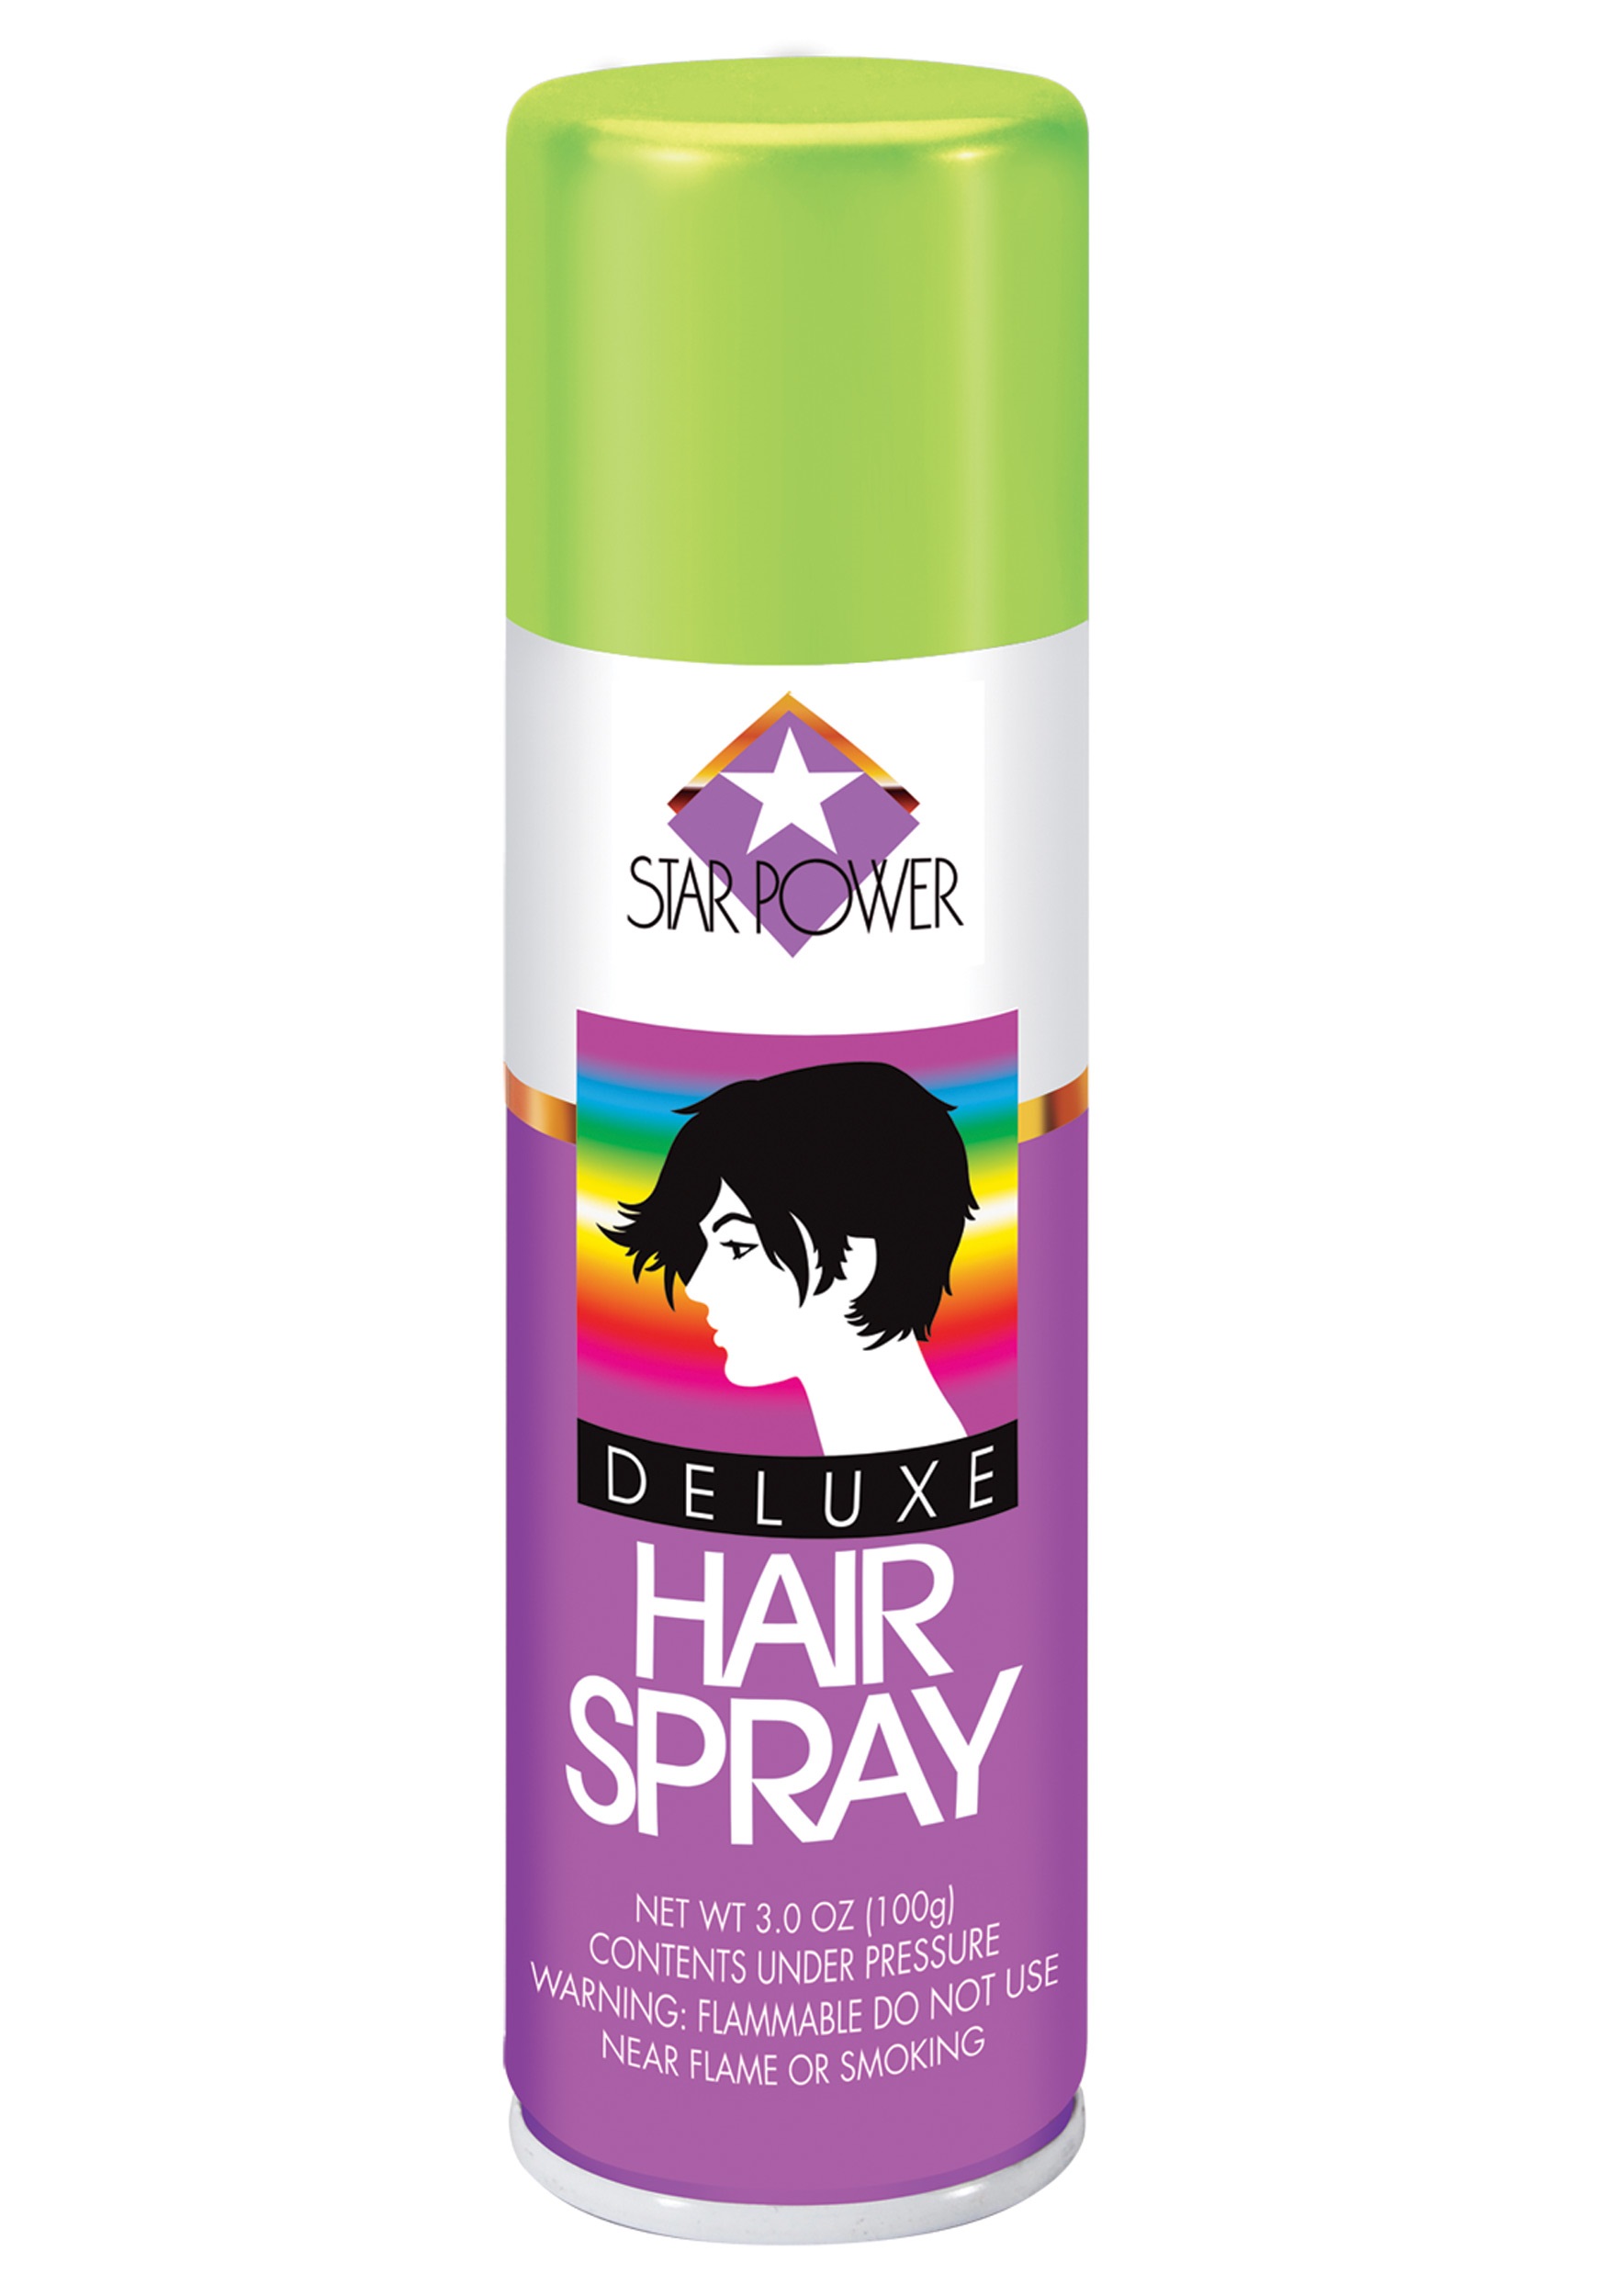 STAR POWER
DELUXE
HAIR
SPRAY
NET WT 3.0 OZ (100g)
CONTENTS UNDER PRESSURE
WARNING: FLAMMABLE DO NOT USE
NEAR FLAME OR SMOKING